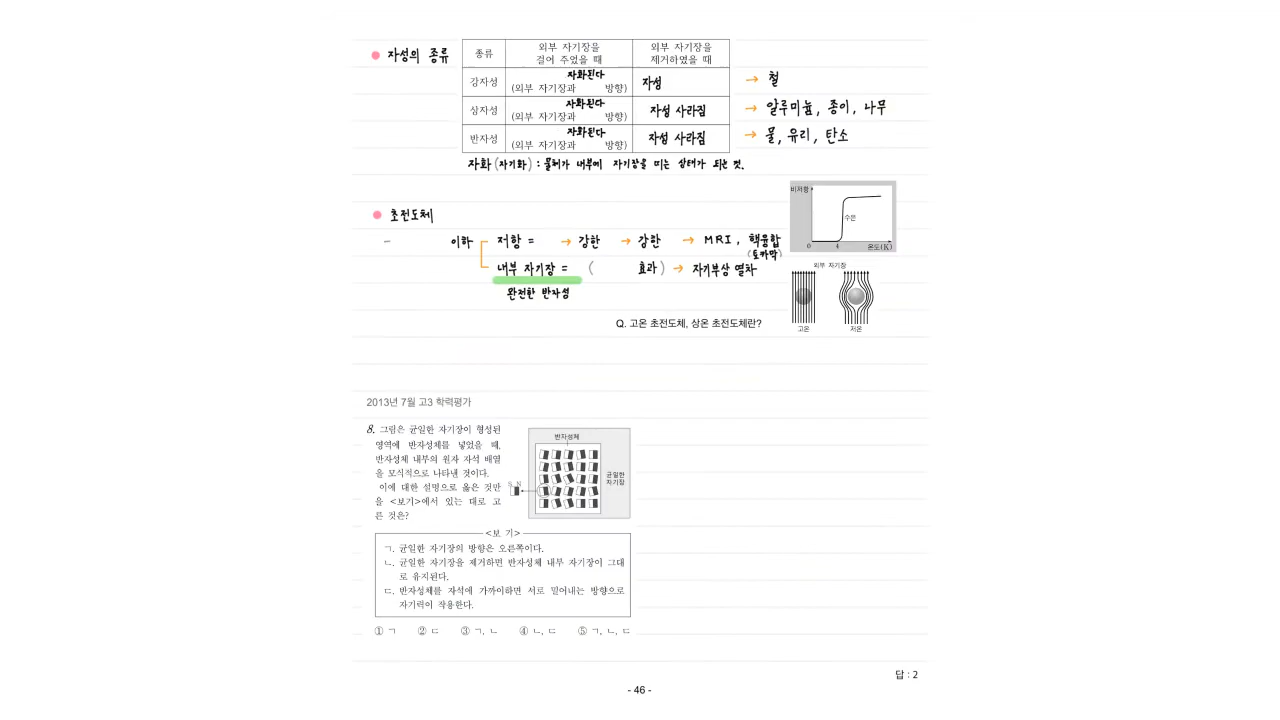 자성의 종류
종류 외부 자기장을 걸어 주었을 때 외부 자기장을 제거하였을 때
강자성 자화된다 (외부 자기장과 방향) 자성 → 철
상자성 자화된다 (외부 자기장과 방향) 자성 사라짐 → 알루미늄, 종이, 나무
반자성 자화된다 (외부 자기장과 방향) 자성 사라짐 → 물, 유리, 탄소
자화(자기화) : 물체가 내부에 자기장을 띠는 상태가 되는 것.
초전도체
- 이하 저항 = → 강한 → 강한 → MRI, 핵융합
(토카막)
내부 자기장 = ( 효과) → 자기부상 열차
완전한 반자성
비저항
수은
0 4 온도(K)
외부 자기장
고온 저온
Q. 고온 초전도체, 상온 초전도체란?
2013년 7월 고3 학력평가
8. 그림은 균일한 자기장이 형성된
영역에 반자성체를 넣었을 때,
반자성체 내부의 원자 자석 배열
을 모식적으로 나타낸 것이다.
이에 대한 설명으로 옳은 것만
을 <보기>에서 있는 대로 고
른 것은?
반자성체
균일한
자기장
S N
<보 기>
ㄱ. 균일한 자기장의 방향은 오른쪽이다.
ㄴ. 균일한 자기장을 제거하면 반자성체 내부 자기장이 그대
로 유지된다.
ㄷ. 반자성체를 자석에 가까이하면 서로 밀어내는 방향으로
자기력이 작용한다.
① ㄱ ② ㄷ ③ ㄱ, ㄴ ④ ㄴ, ㄷ ⑤ ㄱ, ㄴ, ㄷ
답 : 2
- 46 -